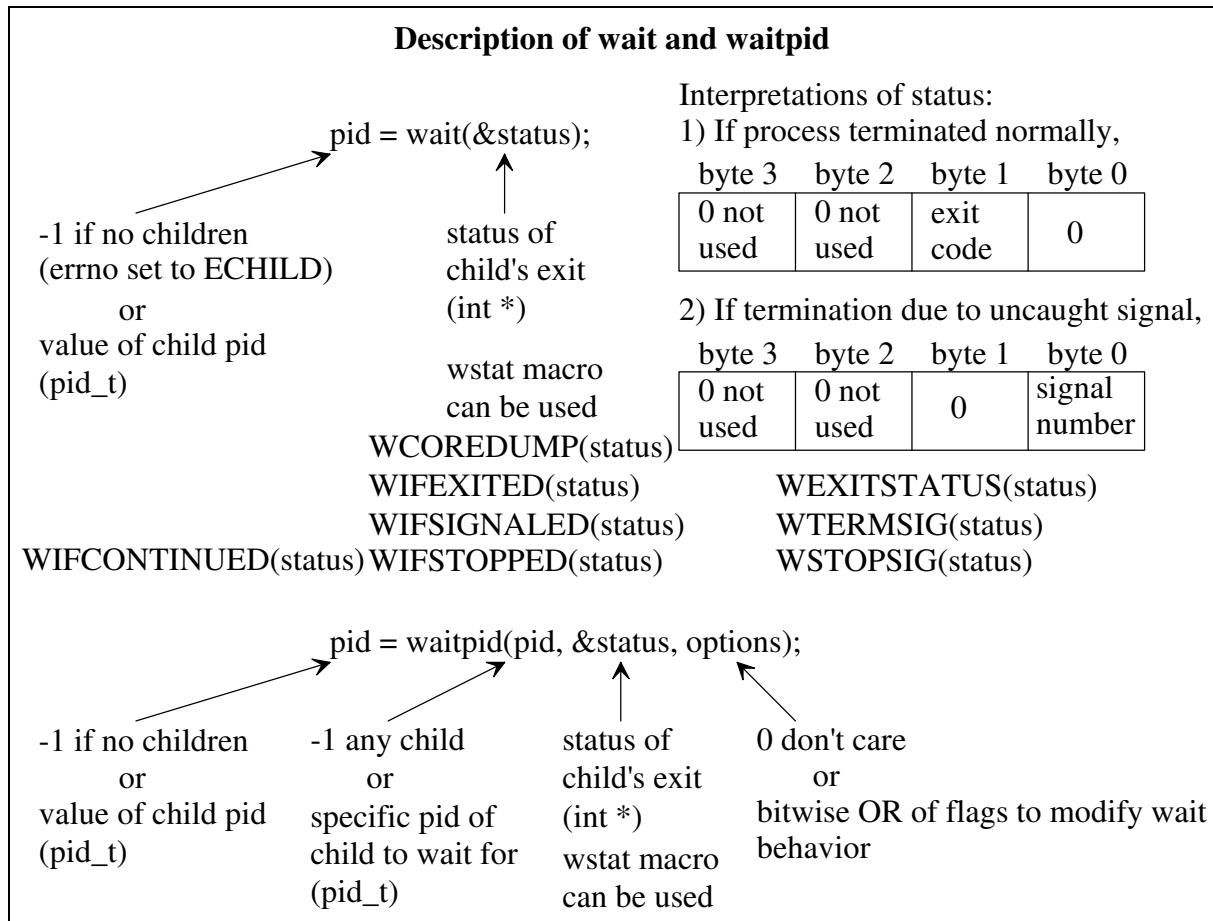 Description of wait and waitpid
pid = wait(&status);
-1 if no children
(errno set to ECHILD)
or
value of child pid
(pid_t)
status of
child's exit
(int *)
wstat macro
can be used
Interpretations of status:
1) If process terminated normally,
byte 3 byte 2 byte 1 byte 0
0 not used
0 not used
exit code
0
2) If termination due to uncaught signal,
byte 3 byte 2 byte 1 byte 0
0 not used
0 not used
0
signal number
WCOREDUMP(status)
WIFEXITED(status) WEXITSTATUS(status)
WIFSIGNALED(status) WTERMSIG(status)
WIFCONTINUED(status) WIFSTOPPED(status) WSTOPSIG(status)
pid = waitpid(pid, &status, options);
-1 if no children
or
value of child pid
(pid_t)
-1 any child
or
specific pid of
child to wait for
(pid_t)
status of
child's exit
(int *)
wstat macro
can be used
0 don't care
or
bitwise OR of flags to modify wait
behavior